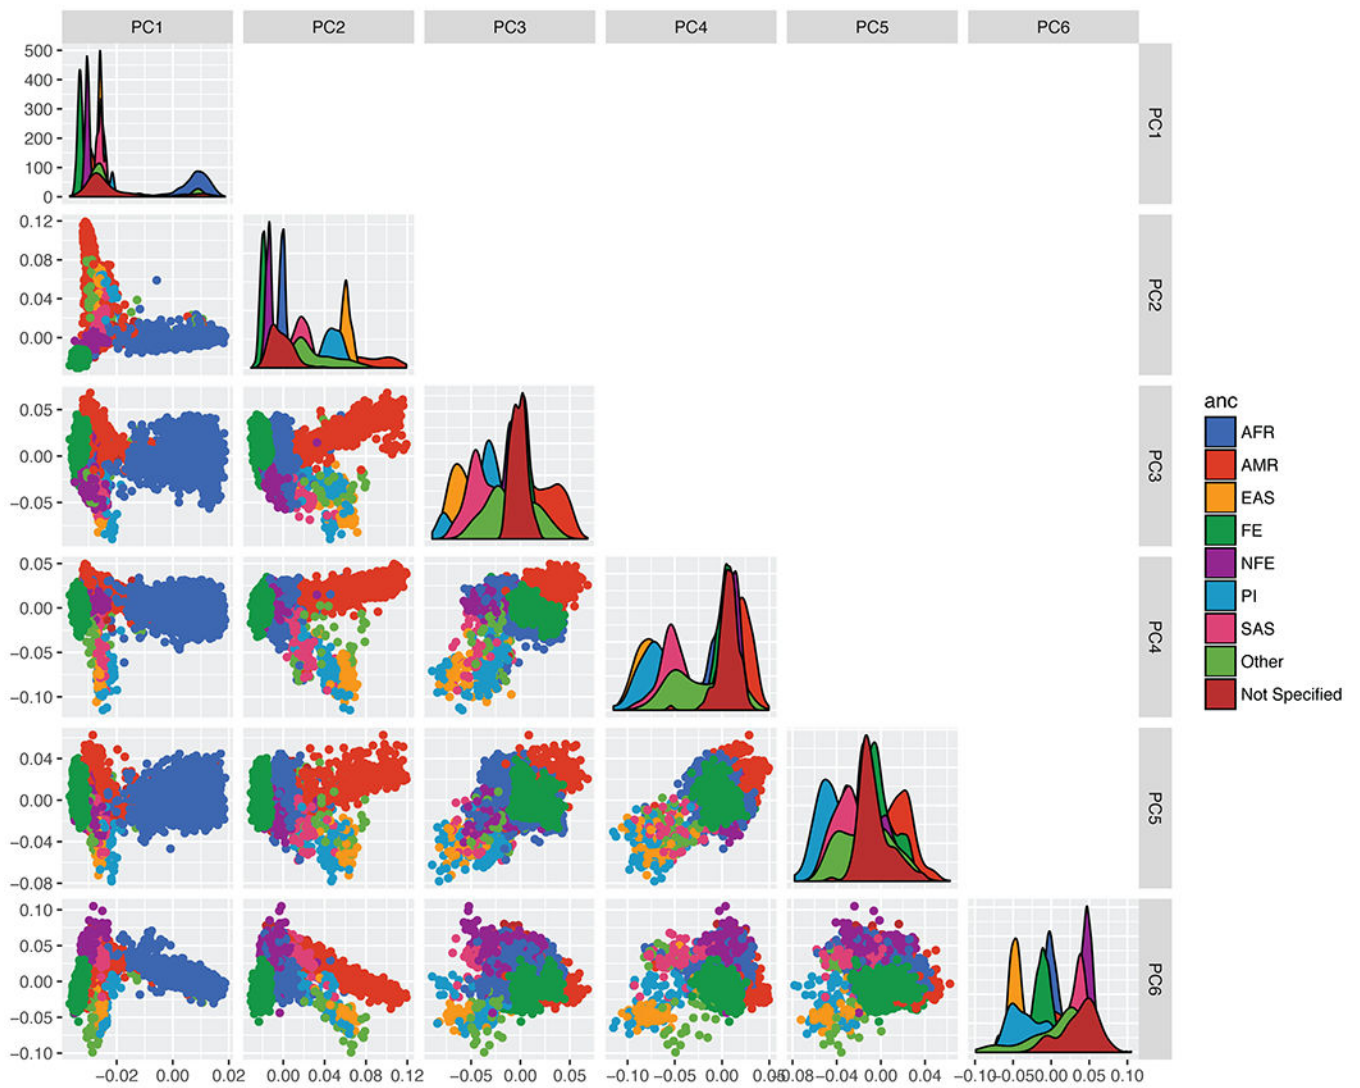 PC1 PC2 PC3 PC4 PC5 PC6
500
400
300
200
100
0
PC1
0.12
0.08
0.04
0.00
PC2
0.05
0.00
−0.05
PC3
0.05
0.00
−0.05
−0.10
PC4
0.04
0.00
−0.04
−0.08
PC5
0.10
0.05
0.00
−0.05
−0.10
PC6
−0.02 0.00 0.02
0.00 0.04 0.08 0.12
−0.05 0.00 0.05
−0.10 −0.05 0.00 0.05
−0.08 −0.04 0.00 0.04
−0.10 −0.05 0.00 0.05 0.10
anc
AFR
AMR
EAS
FE
NFE
PI
SAS
Other
Not Specified